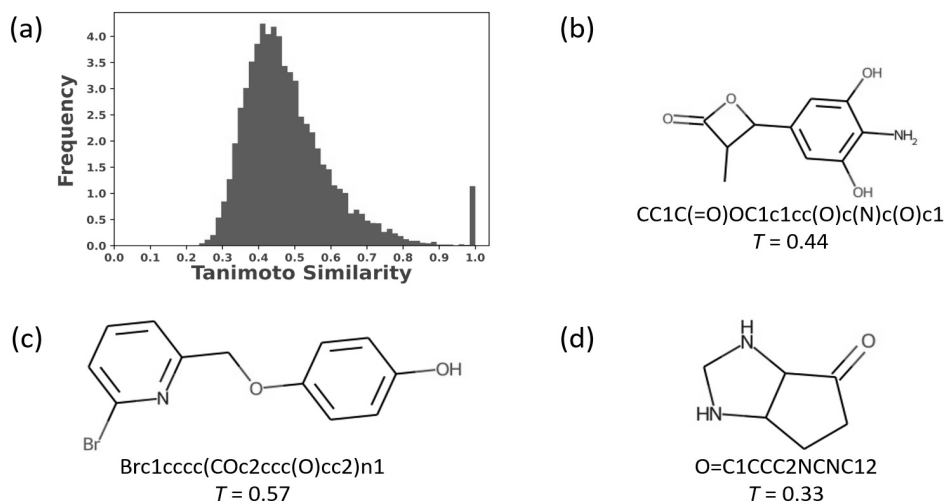 (a)
Frequency
4.0
3.5
3.0
2.5
2.0
1.5
1.0
0.5
0.0
0.0 0.1 0.2 0.3 0.4 0.5 0.6 0.7 0.8 0.9 1.0
Tanimoto Similarity
(b)
OH
O
O
NH2
OH
CC1C(=O)OC1c1cc(O)c(N)c(O)c1
T = 0.44
(c)
OH
O
N
Br
Brc1cccc(COc2ccc(O)cc2)n1
T = 0.57
(d)
H
N
O
HN
O=C1CCC2NCNC12
T = 0.33